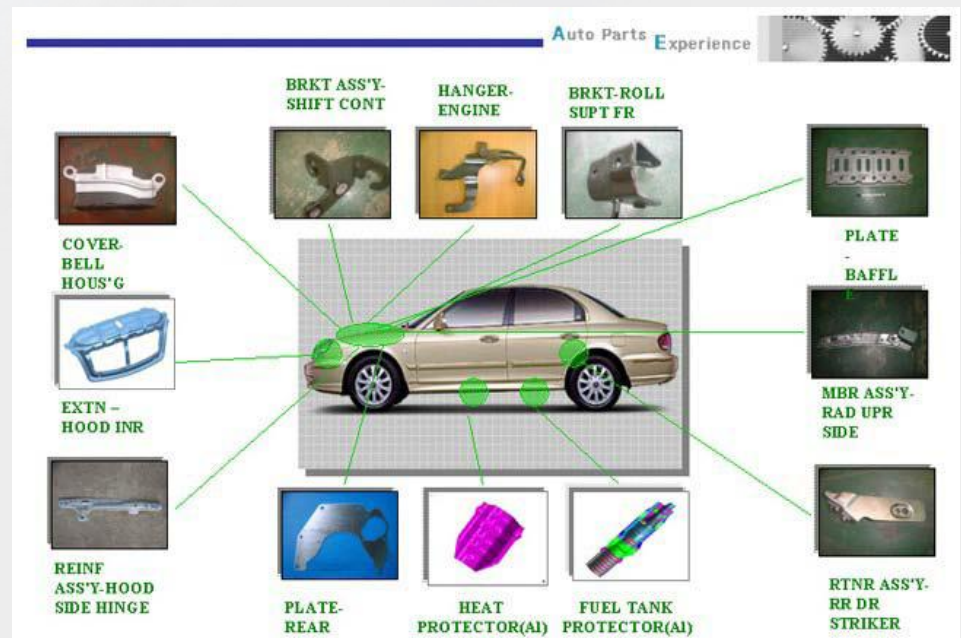 Auto Parts Experience
BRKT ASS'Y-
SHIFT CONT
HANGER-
ENGINE
BRKT-ROLL
SUPT FR
COVER-
BELL
HOUS'G
PLATE
-
BAFFL
E
EXTN –
HOOD INR
MBR ASS'Y-
RAD UPR
SIDE
REINF
ASS'Y-HOOD
SIDE HINGE
PLATE-
REAR
HEAT
PROTECTOR(Al)
FUEL TANK
PROTECTOR(Al)
RTNR ASS'Y-
RR DR
STRIKER